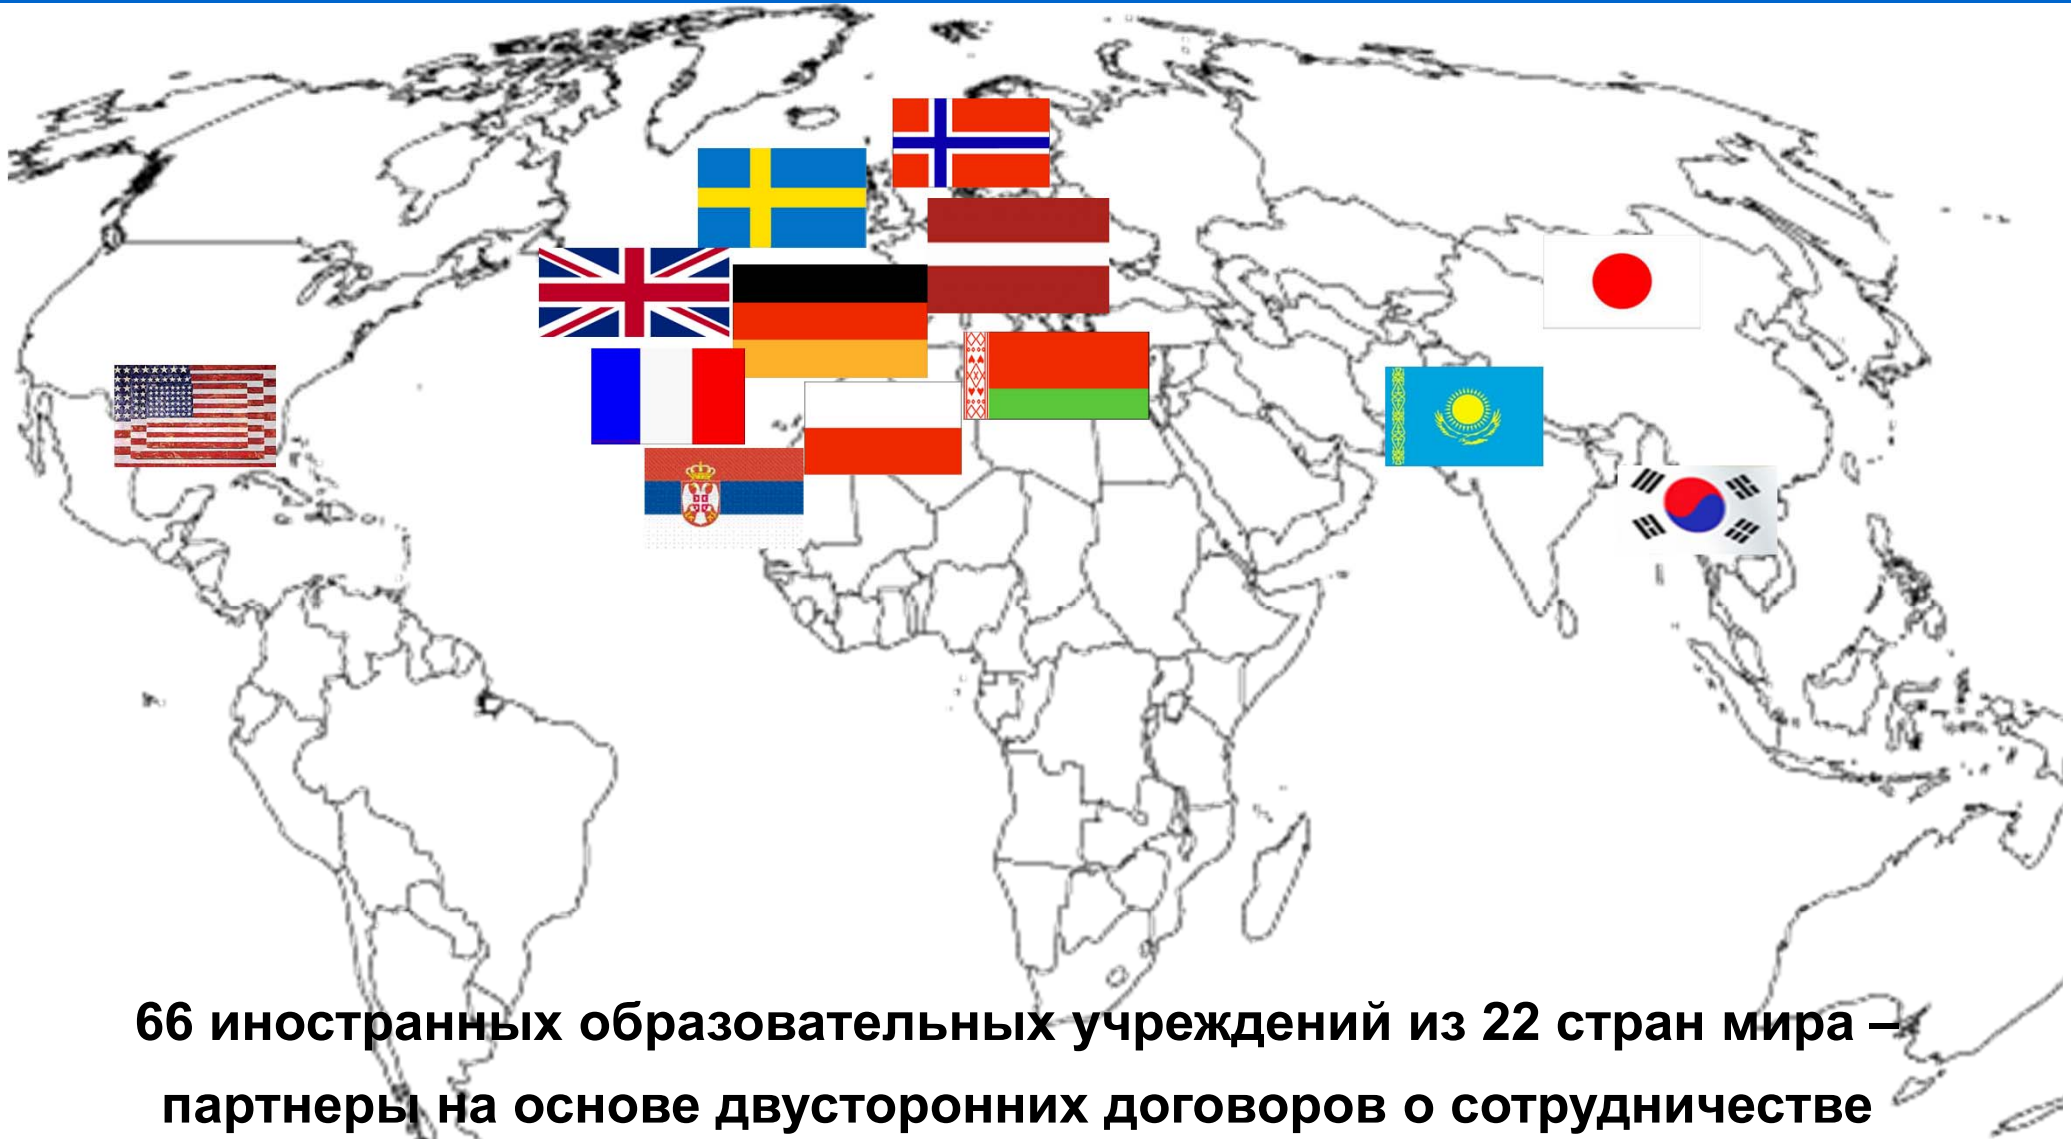 66 иностранных образовательных учреждений из 22 стран мира –
партнеры на основе двусторонних договоров о сотрудничестве